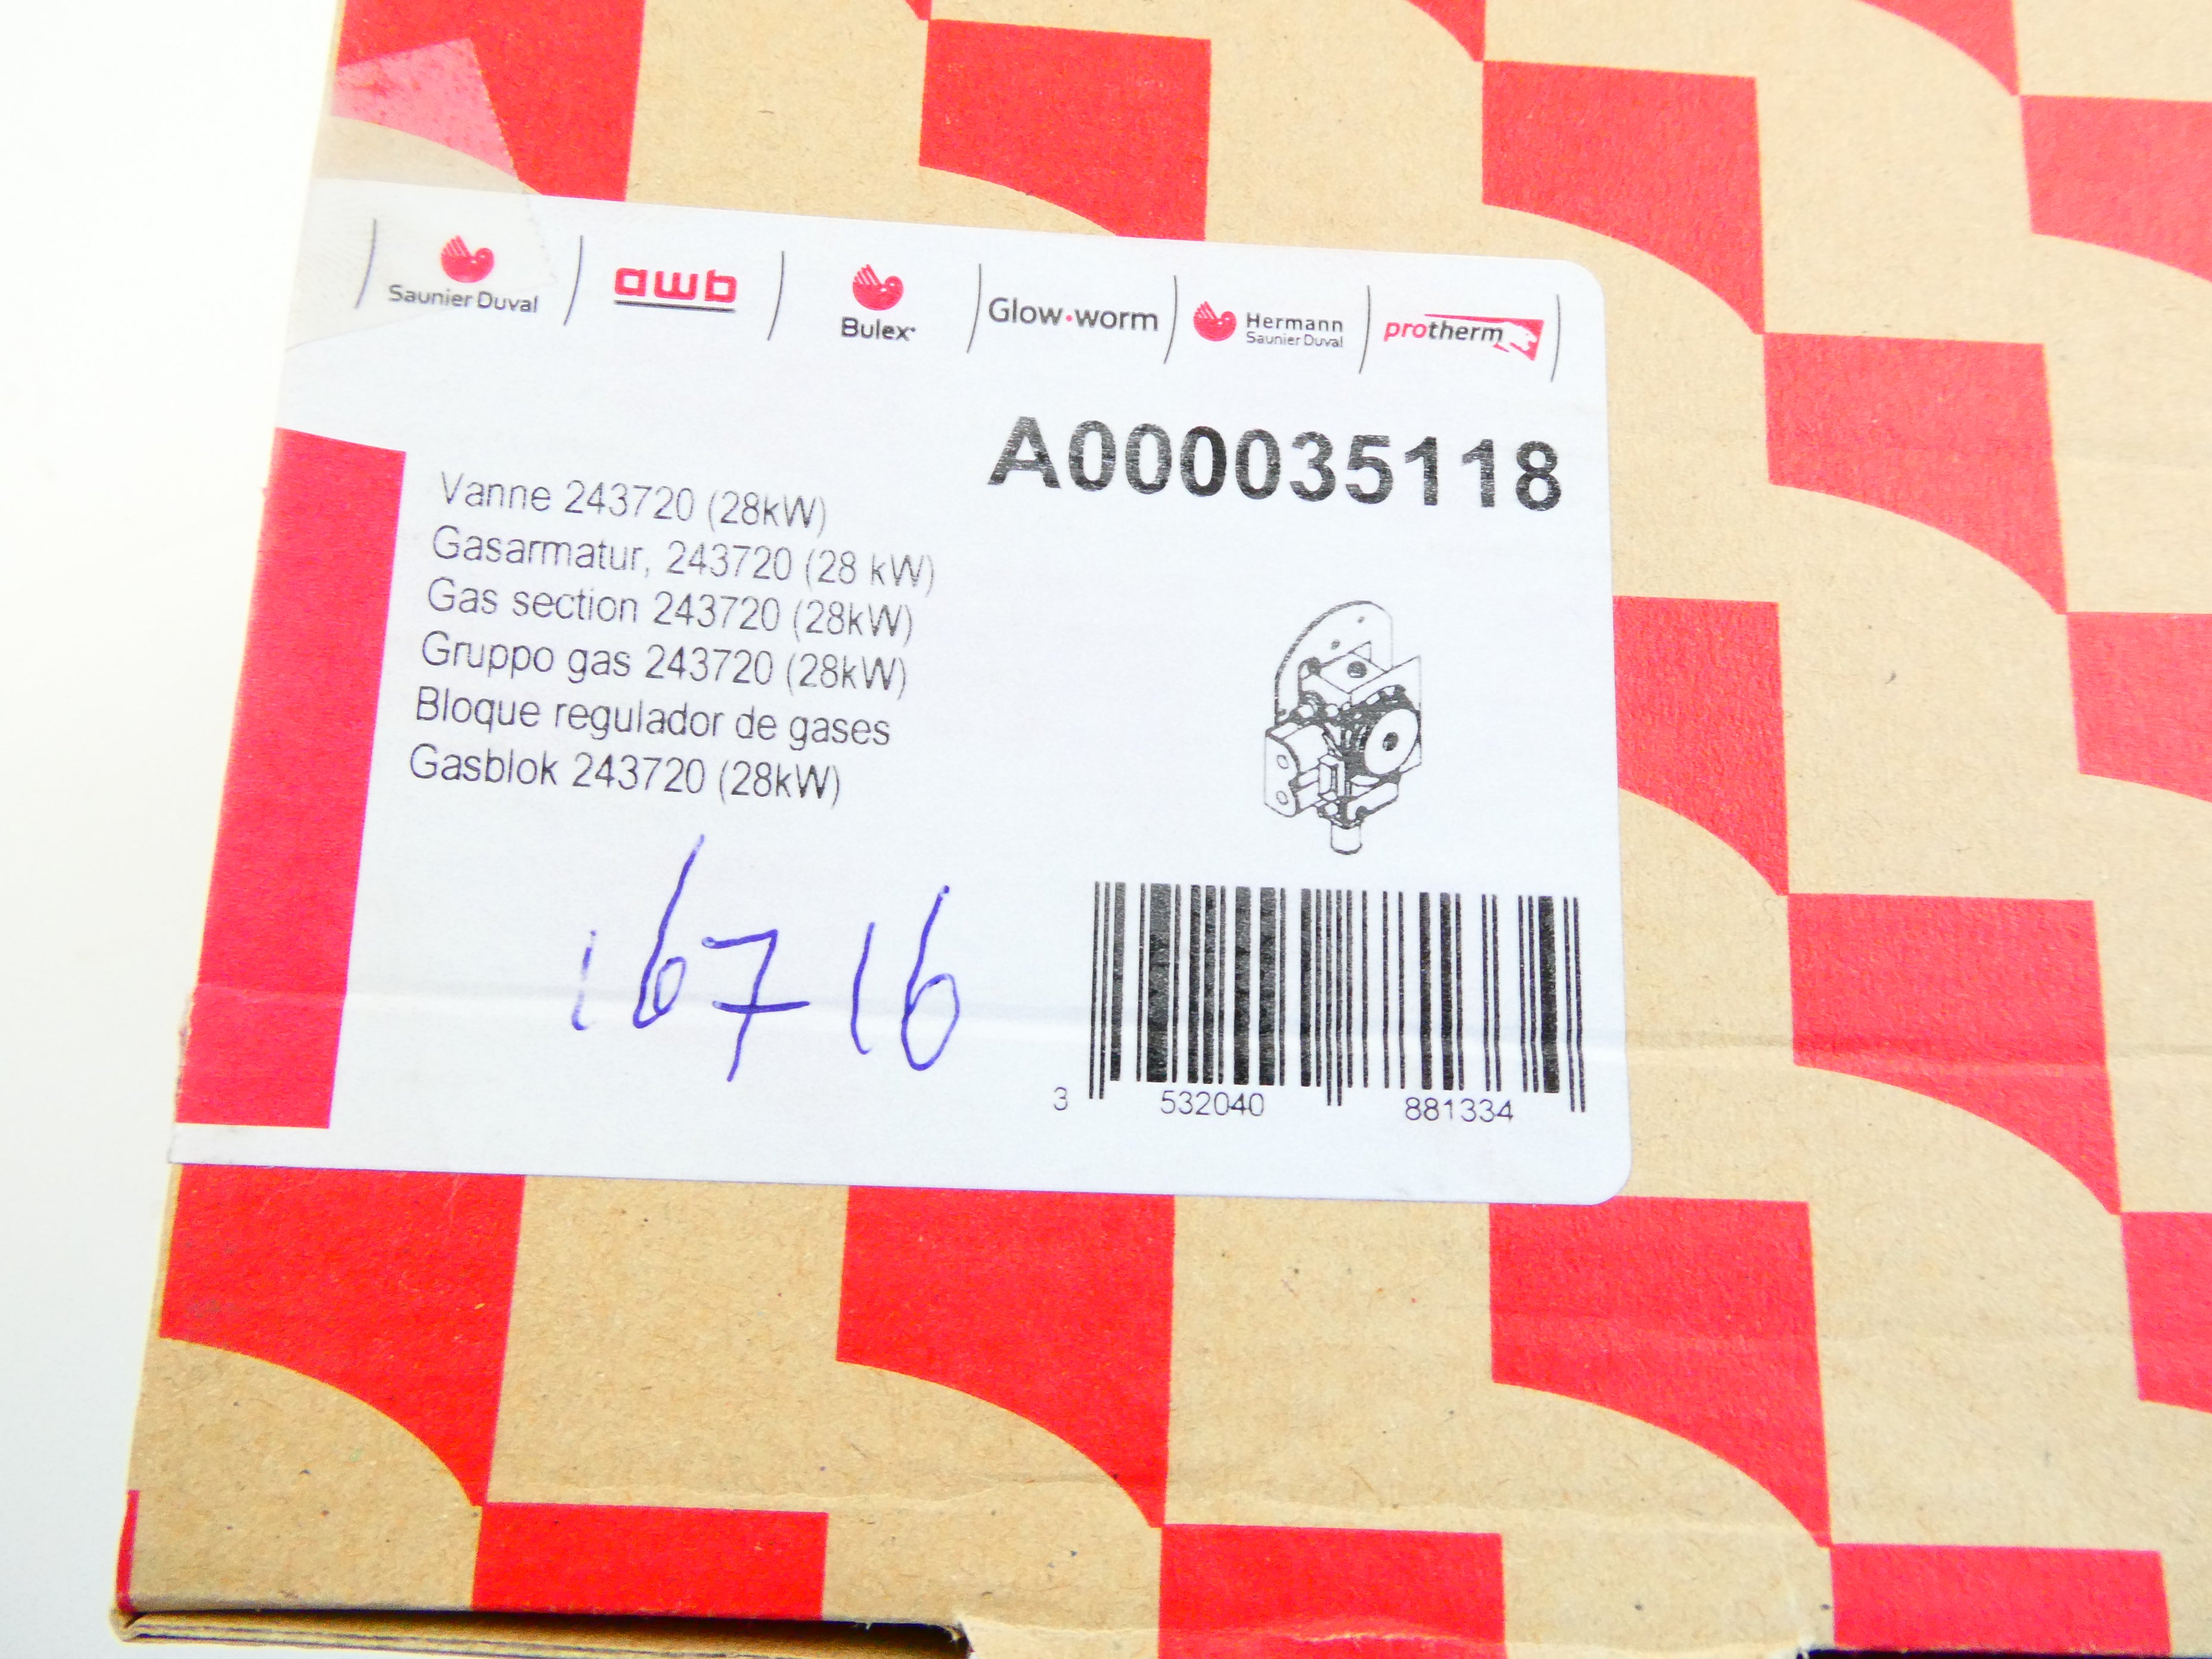 Saunier Duval
awb
Bulex
Glow·worm
Hermann
Saunier Duval
protherm
A000035118
Vanne 243720 (28kW)
Gasarmatur, 243720 (28 kW)
Gas section 243720 (28kW)
Gruppo gas 243720 (28kW)
Bloque regulador de gases
Gasblok 243720 (28kW)
16716
3 532040 881334